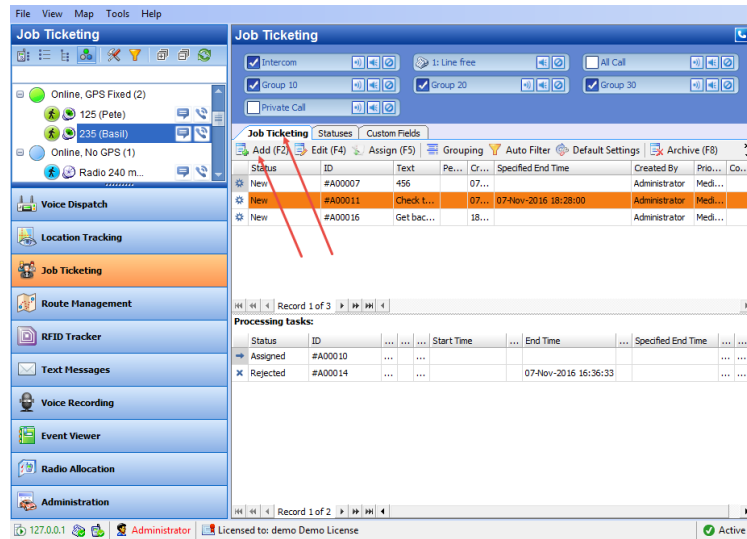 File View Map Tools Help
Job Ticketing
Online, GPS Fixed (2)
125 (Pete)
235 (Basil)
Online, No GPS (1)
Radio 240 m...
Voice Dispatch
Location Tracking
Job Ticketing
Route Management
RFID Tracker
Text Messages
Voice Recording
Event Viewer
Radio Allocation
Administration
Job Ticketing
Intercom 1: Line free All Call
Group 10 Group 20 Group 30
Private Call
Job Ticketing Statuses Custom Fields
Add (F2) Edit (F4) Assign (F5) Grouping Auto Filter Default Settings Archive (F8)
Status ID Text Pe... Cr... Specified End Time Created By Prio... Co...
New #A00007 456 07... Administrator Medi...
New #A00011 Check t... 07... 07-Nov-2016 18:28:00 Administrator Medi...
New #A00016 Get bac... 18... Administrator Medi...
Record 1 of 3
Processing tasks:
Status ID ... ... ... Start Time ... End Time ... Specified End Time ... ...
Assigned #A00010 ... ... ... ...
Rejected #A00014 ... ... 07-Nov-2016 16:36:33 ... ...
Record 1 of 2
127.0.0.1 Administrator Licensed to: demo Demo License Active